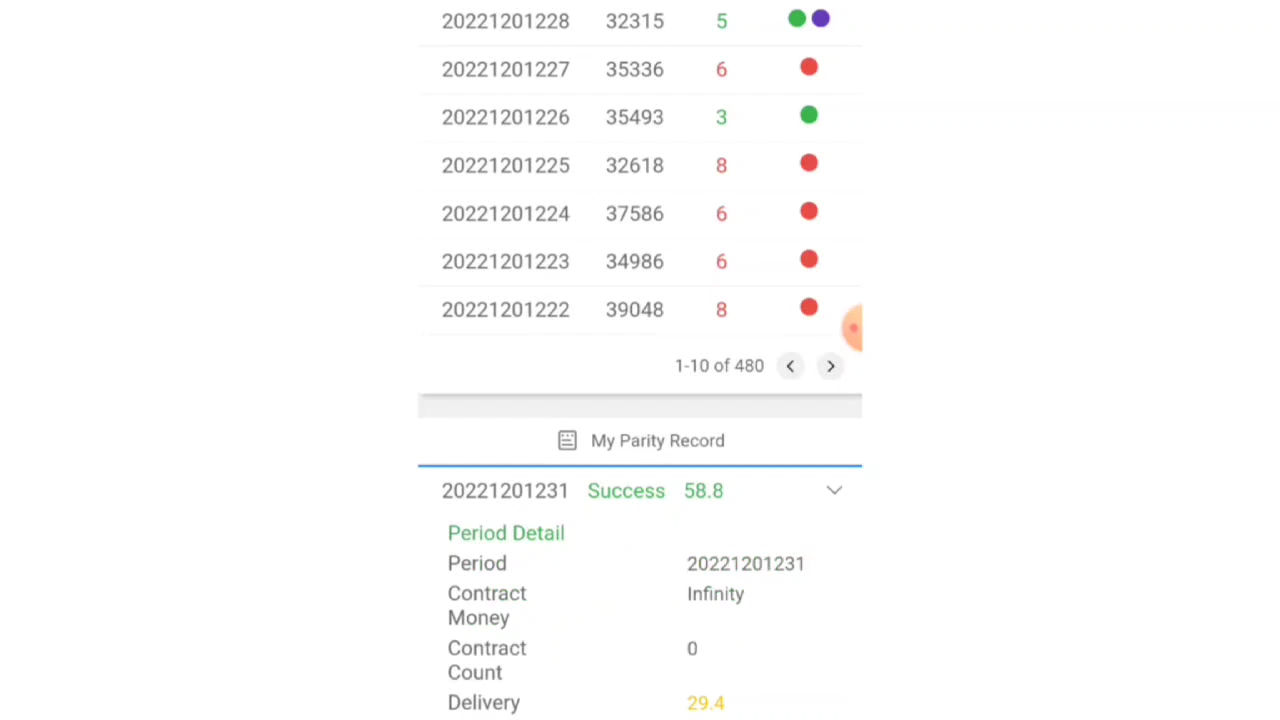 20221201228 32315 5
20221201227 35336 6
20221201226 35493 3
20221201225 32618 8
20221201224 37586 6
20221201223 34986 6
20221201222 39048 8
1-10 of 480
My Parity Record
20221201231 Success 58.8
Period Detail
Period 20221201231
Contract Money Infinity
Contract Count 0
Delivery 29.4